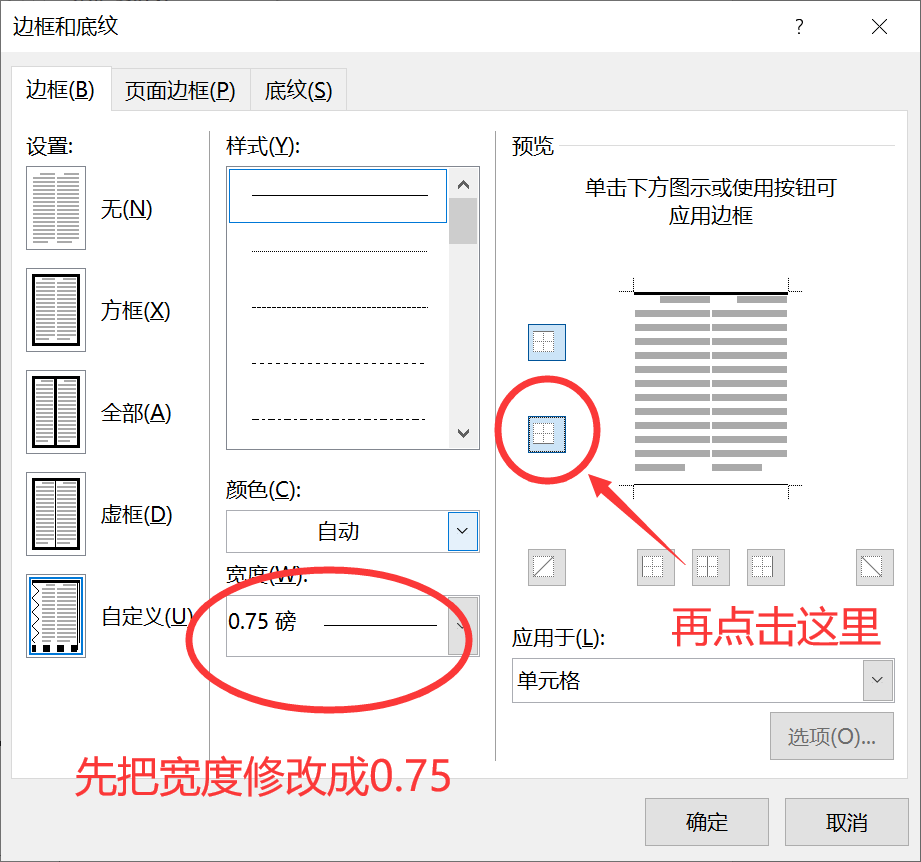 边框和底纹
?
边框(B)
页面边框(P)
底纹(S)
设置:
无(N)
方框(X)
全部(A)
虚框(D)
自定义(U)
样式(Y):
颜色(C):
自动
宽度(W):
0.75 磅
先把宽度修改成0.75
预览
单击下方图示或使用按钮可
应用边框
再点击这里
应用于(L):
单元格
选项(O)...
确定
取消